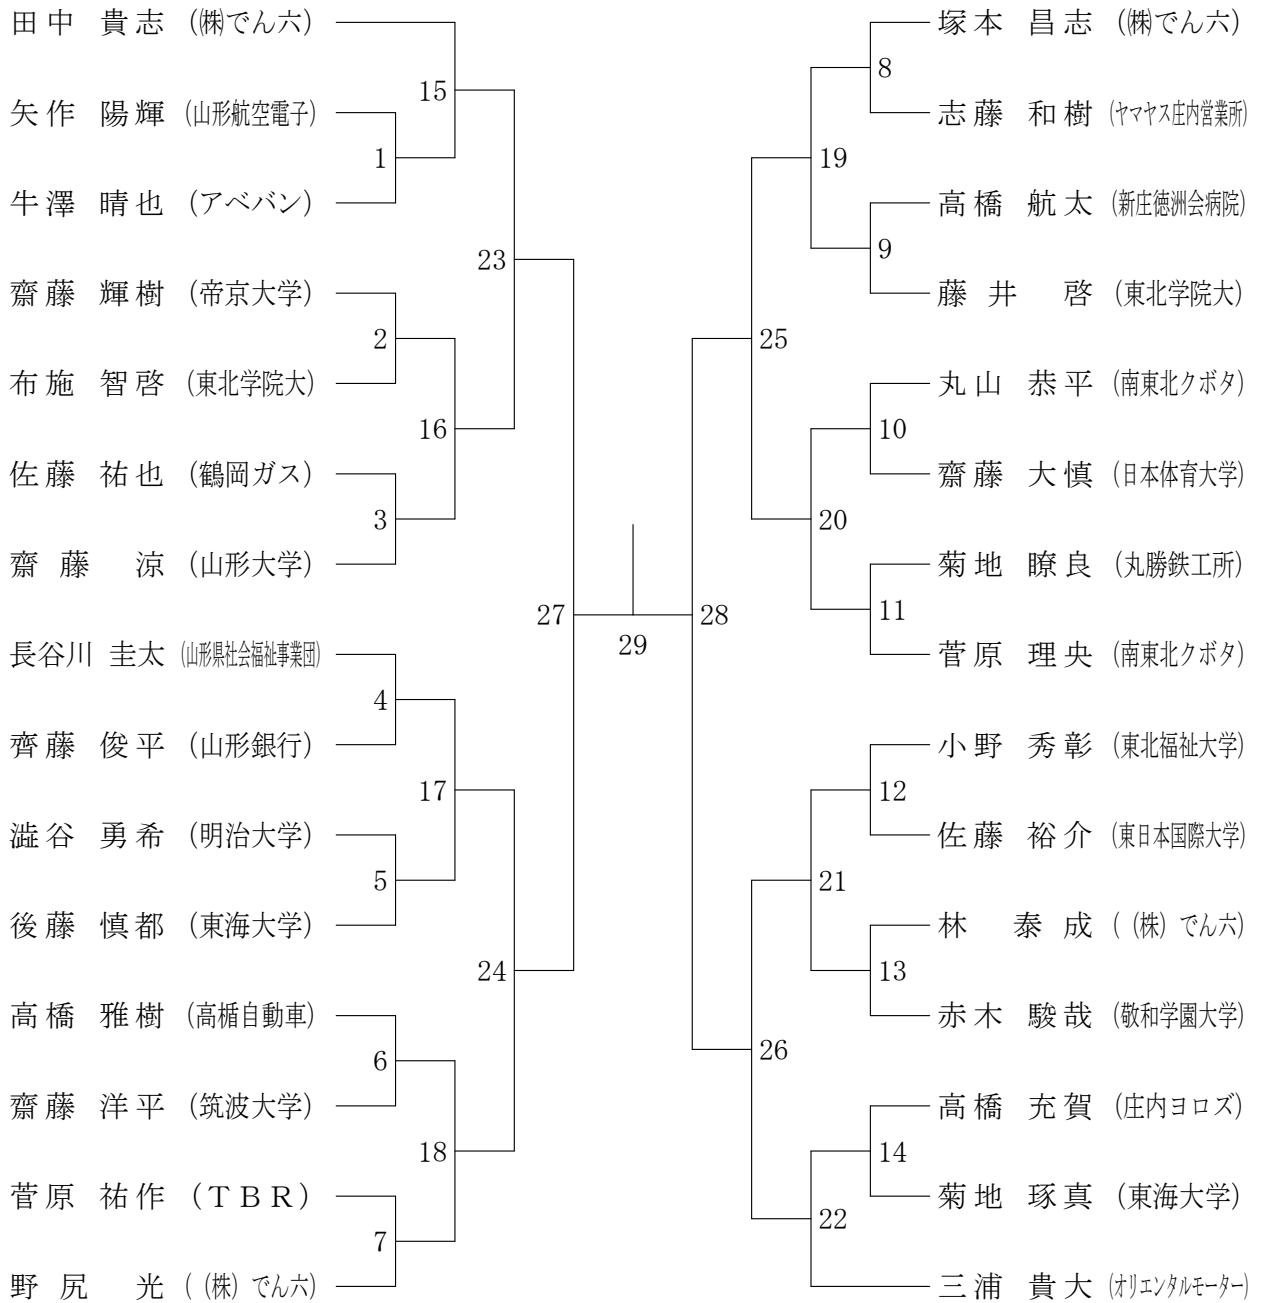 田中 貴志 (㈱でん六)
15
矢作 陽輝 (山形航空電子)
1
牛澤 晴也 (アベバン)
23
齋藤 輝樹 (帝京大学)
2
布施 智啓 (東北学院大)
16
佐藤 祐也 (鶴岡ガス)
3
齋藤 涼 (山形大学)
27
長谷川 圭太 (山形県社会福祉事業団)
4
齊藤 俊平 (山形銀行)
17
澁谷 勇希 (明治大学)
5
後藤 慎都 (東海大学)
24
高橋 雅樹 (高楯自動車)
6
齋藤 洋平 (筑波大学)
18
菅原 祐作 (ＴＢＲ)
7
野尻 光 ((株)でん六)
29
塚本 昌志 (㈱でん六)
8
志藤 和樹 (ヤマヤス庄内営業所)
19
高橋 航太 (新庄徳洲会病院)
9
藤井 啓 (東北学院大)
25
丸山 恭平 (南東北クボタ)
10
齋藤 大慎 (日本体育大学)
20
菊地 瞭良 (丸勝鉄工所)
11
菅原 理央 (南東北クボタ)
28
小野 秀彰 (東北福祉大学)
12
佐藤 裕介 (東日本国際大学)
21
林 泰成 ((株)でん六)
13
赤木 駿哉 (敬和学園大学)
26
高橋 充賀 (庄内ヨロズ)
14
菊地 琢真 (東海大学)
22
三浦 貴大 (オリエンタルモーター)